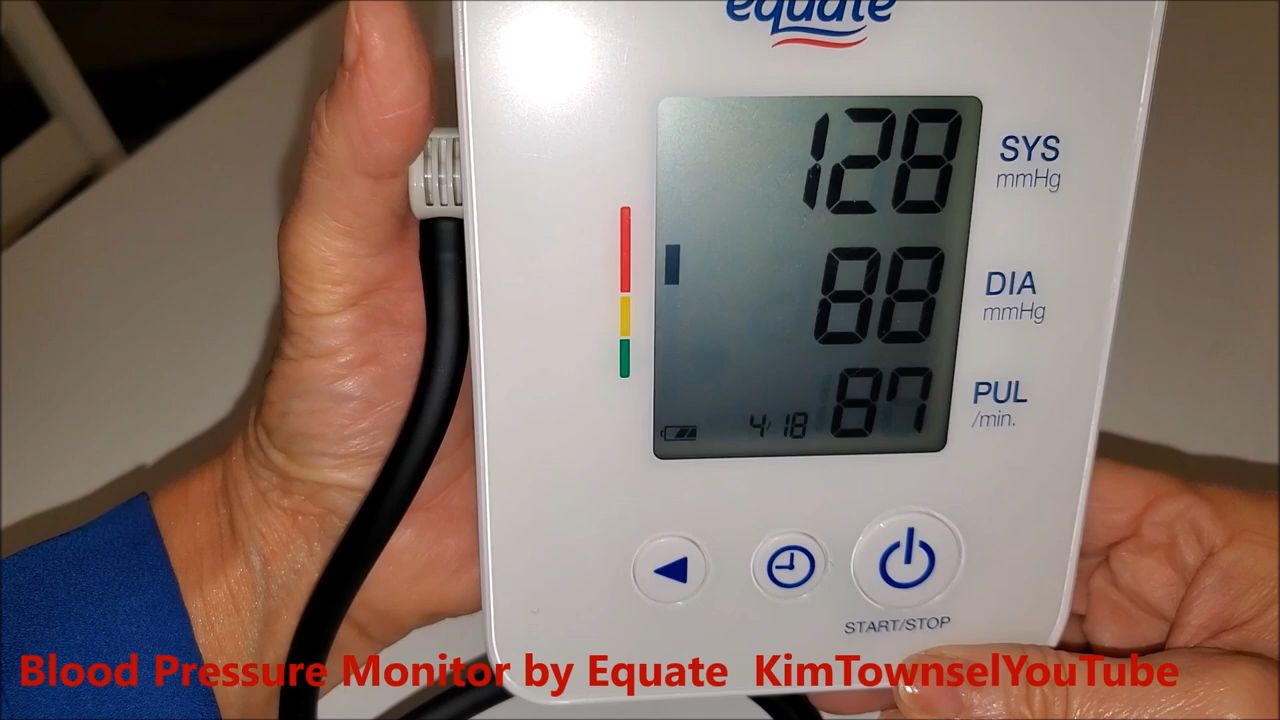 equate
128
SYS
mmHg
88
DIA
mmHg
4/18 87
PUL
/min.
START/STOP
Blood Pressure Monitor by Equate KimTownselYouTube